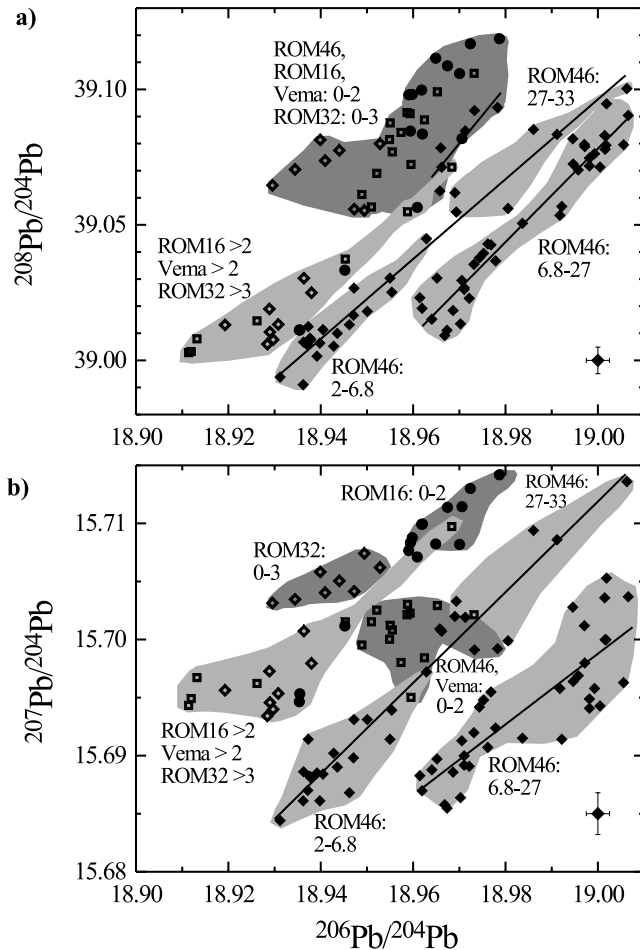 a)
ROM46,
ROM16,
Vema: 0-2
ROM32: 0-3
ROM46:
27-33
39.10
39.05
39.00
208Pb/204Pb
ROM16 >2
Vema > 2
ROM32 >3
ROM46:
6.8-27
ROM46:
2-6.8
18.90 18.92 18.94 18.96 18.98 19.00
b)
ROM16: 0-2
ROM46:
27-33
ROM32:
0-3
15.71
15.70
15.69
15.68
207Pb/204Pb
ROM46,
Vema:
0-2
ROM16 >2
Vema > 2
ROM32 >3
ROM46:
6.8-27
ROM46:
2-6.8
18.90 18.92 18.94 18.96 18.98 19.00
206Pb/204Pb